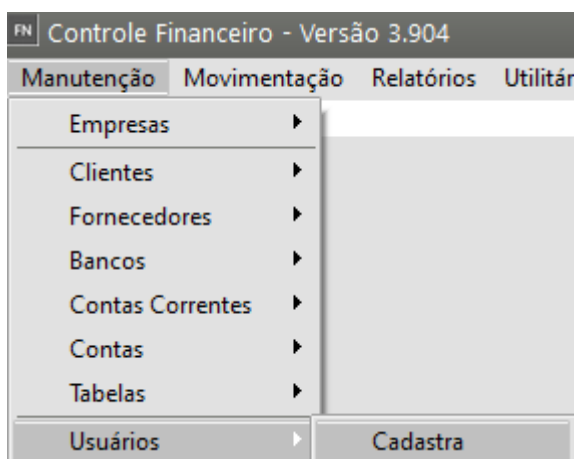 FN Controle Financeiro - Versão 3.904
Manutenção Movimentação Relatórios
Empresas
Clientes
Fornecedores
Bancos
Contas Correntes
Contas
Tabelas
Usuários Cadastra